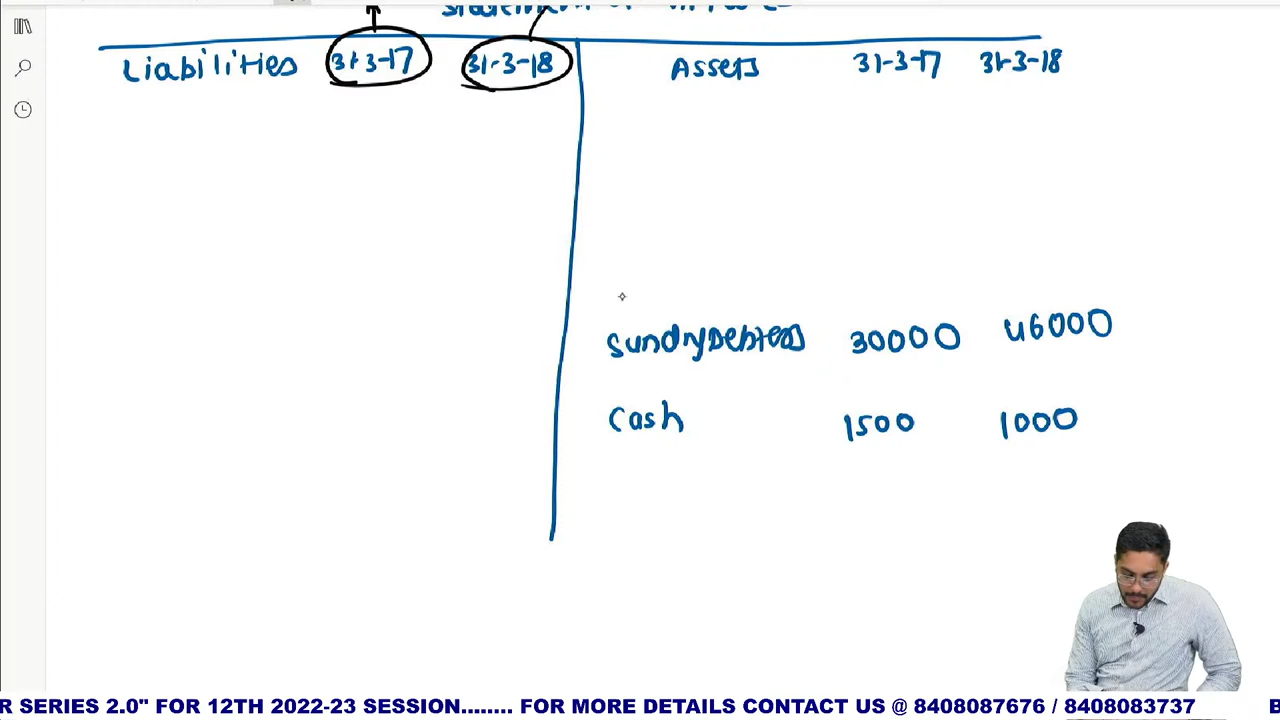 Liabilities 31-3-17 31-3-18 Assets 31-3-17 31-3-18
Sundry Debtors 30000 46000
Cash 1500 1000
R SERIES 2.0" FOR 12TH 2022-23 SESSION........ FOR MORE DETAILS CONTACT US @ 8408087676 / 8408083737